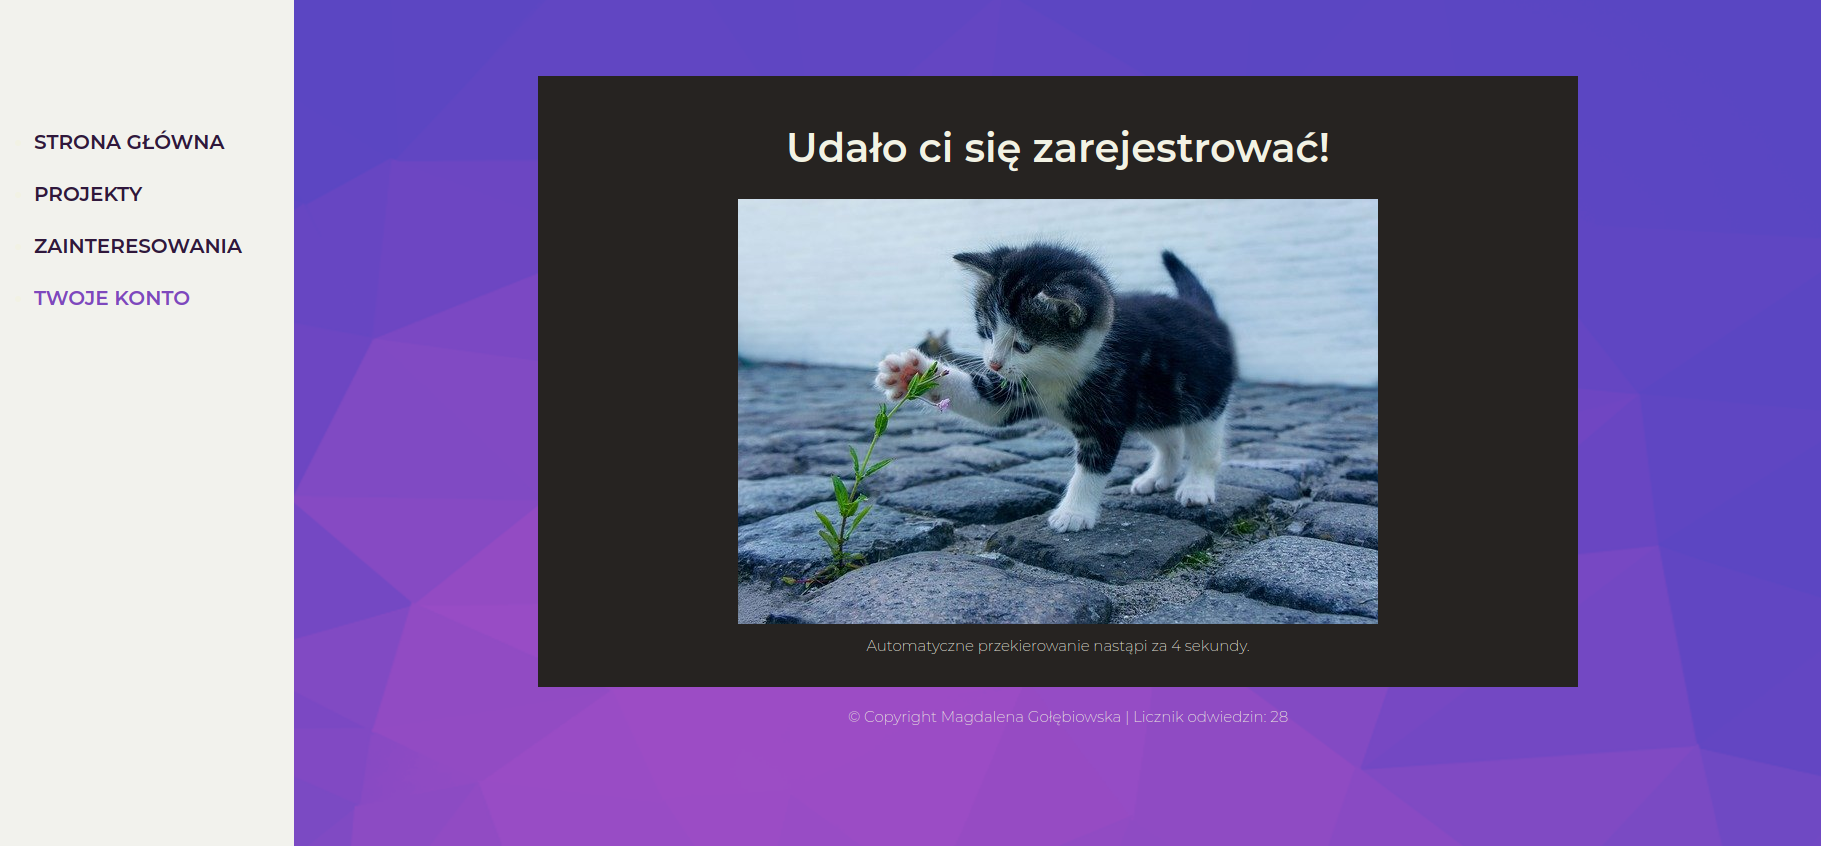 STRONA GŁÓWNA
PROJEKTY
ZAINTERESOWANIA
TWOJE KONTO
Udało ci się zarejestrować!
Automatyczne przekierowanie nastąpi za 4 sekundy.
© Copyright Magdalena Gołębiowska | Licznik odwiedzin: 28